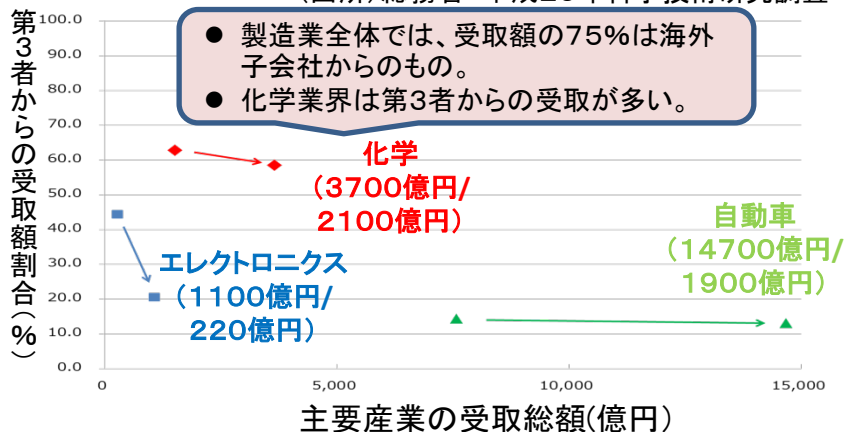 第3者からの受取額割合(%)
100.0
90.0
80.0
70.0
60.0
50.0
40.0
30.0
20.0
10.0
0.0
● 製造業全体では、受取額の75%は海外
子会社からのもの。
● 化学業界は第3者からの受取が多い。
化学
(3700億円/
2100億円)
エレクトロニクス
(1100億円/
220億円)
自動車
(14700億円/
1900億円)
0
5,000
10,000
15,000
主要産業の受取総額(億円)